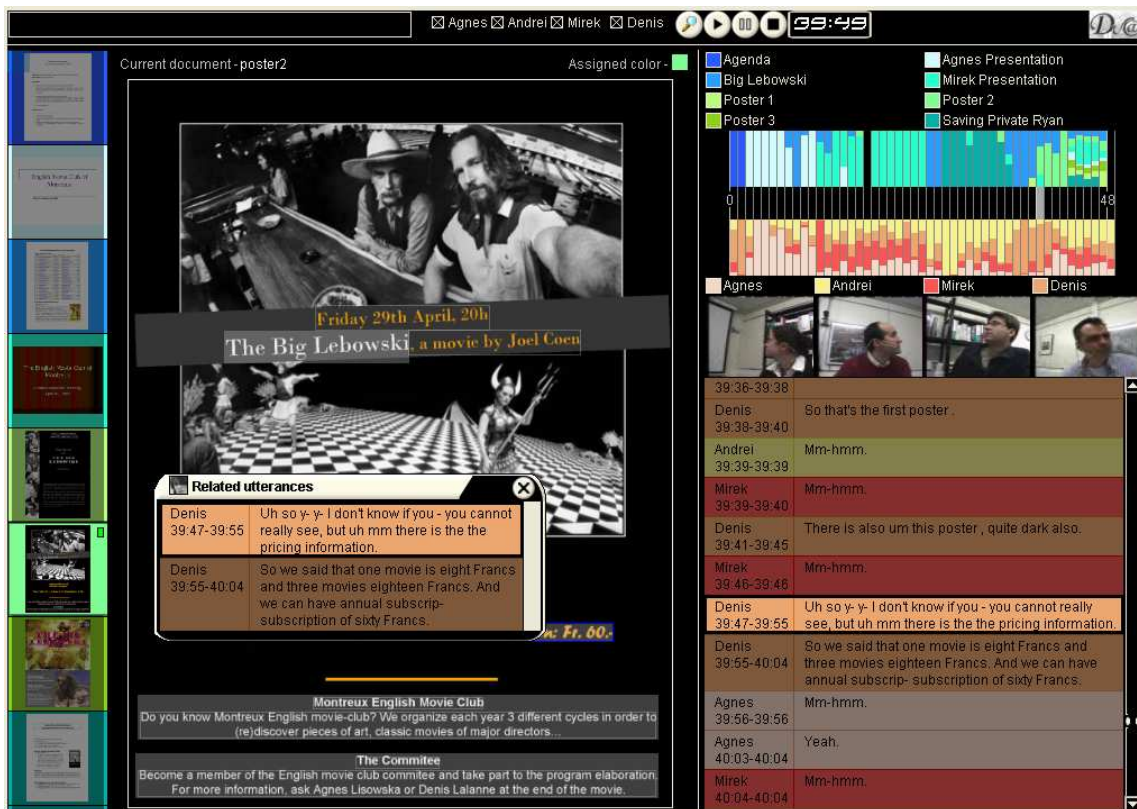 Agnes Andrei Mirek Denis
39:49
Current document - poster2
Assigned color -
Friday 29th April, 20h
The Big Lebowski, a movie by Joel Coen
Related utterances
Denis
39:47-39:55
Uh so y- y- I don't know if you - you cannot
really see, but uh mm there is the the
pricing information.
Denis
39:55-40:04
So we said that one movie is eight Francs
and three movies eighteen Francs. And
we can have annual subscrip-
subscription of sixty Francs.
n: Fr. 60.-
Montreux English Movie Club
Do you know Montreux English movie-club? We organize each year 3 different cycles in order to
(re)discover pieces of art, classic movies of major directors...
The Commitee
Become a member of the English movie club commitee and take part to the program elaboration.
For more information, ask Agnes Lisowska or Denis Lalanne at the end of the movie.
Agenda
Agnes Presentation
Big Lebowski
Mirek Presentation
Poster 1
Poster 2
Poster 3
Saving Private Ryan
0
48
Agnes Andrei Mirek Denis
39:36-39:38
Denis
39:38-39:40
So that's the first poster .
Andrei
39:39-39:39
Mm-hmm.
Mirek
39:39-39:40
Mm-hmm.
Denis
39:41-39:45
There is also um this poster , quite dark also.
Mirek
39:46-39:46
Mm-hmm.
Denis
39:47-39:55
Uh so y- y- I don't know if you - you cannot really
see, but uh mm there is the the pricing information.
Denis
39:55-40:04
So we said that one movie is eight Francs and
three movies eighteen Francs. And we can have
annual subscrip- subscription of sixty Francs.
Agnes
39:56-39:56
Mm-hmm.
Agnes
40:03-40:04
Yeah.
Mirek
40:04-40:04
Mm-hmm.